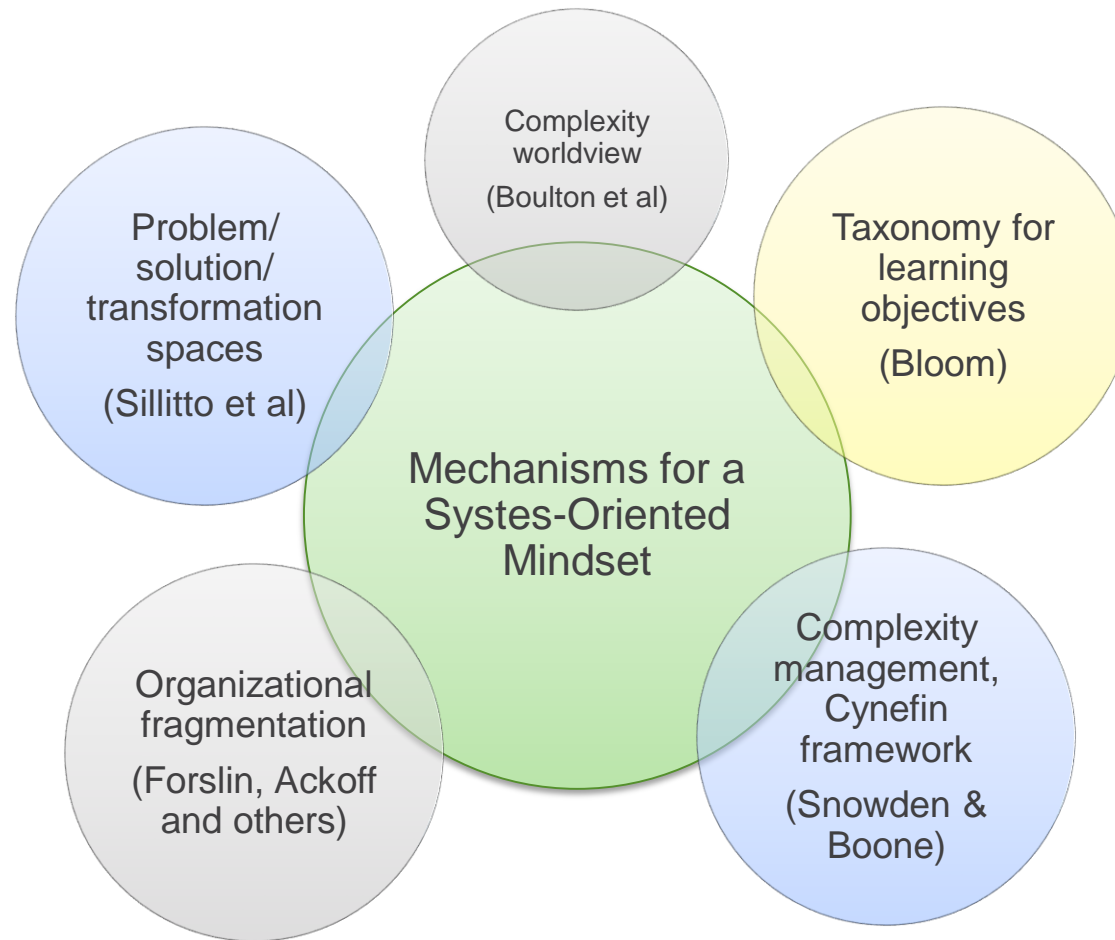 Complexity
worldview
(Boulton et al)
Problem/
solution/
transformation
spaces
(Sillitto et al)
Taxonomy for
learning
objectives
(Bloom)
Mechanisms for a
Systes-Oriented
Mindset
Organizational
fragmentation
(Forslin, Ackoff
and others)
Complexity
management,
Cynefin
framework
(Snowden &
Boone)